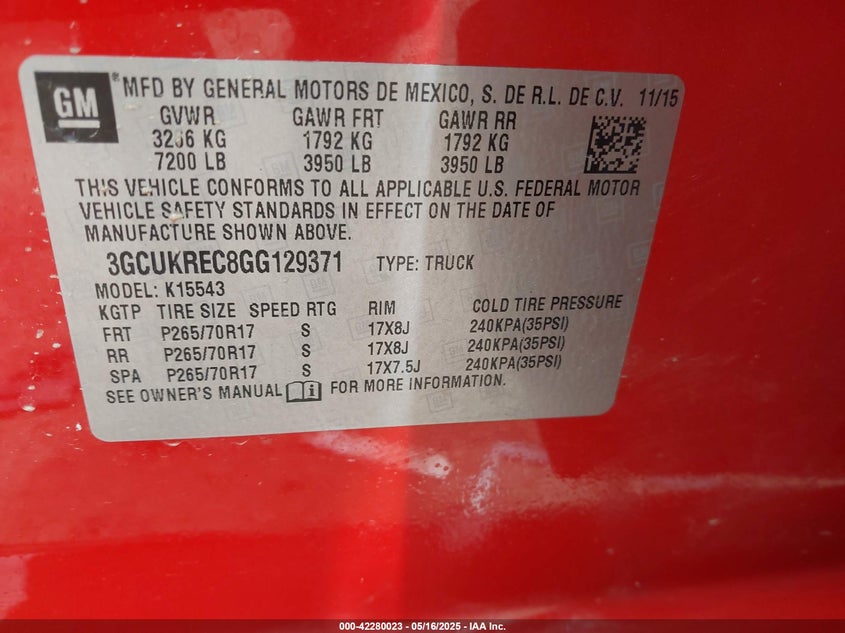 GM ® MFD BY GENERAL MOTORS DE MEXICO, S. DE R.L. DE C.V. 11/15
GVWR GAWR FRT GAWR RR
3266 KG 1792 KG 1792 KG
7200 LB 3950 LB 3950 LB
THIS VEHICLE CONFORMS TO ALL APPLICABLE U.S. FEDERAL MOTOR
VEHICLE SAFETY STANDARDS IN EFFECT ON THE DATE OF
MANUFACTURE SHOWN ABOVE.
3GCUKREC8GG129371 TYPE: TRUCK
MODEL: K15543
KGTP TIRE SIZE SPEED RTG RIM COLD TIRE PRESSURE
FRT P265/70R17 S 17X8J 240KPA(35PSI)
RR P265/70R17 S 17X8J 240KPA(35PSI)
SPA P265/70R17 S 17X7.5J 240KPA(35PSI)
SEE OWNER'S MANUAL FOR MORE INFORMATION.
000-42280023 - 05/16/2025 - IAA Inc.